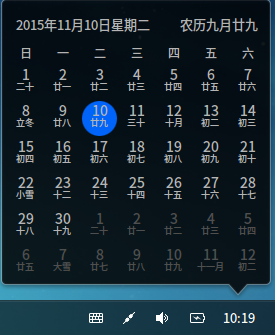 2015年11月10日星期二 农历九月廿九
日 一 二 三 四 五 六
1 2 3 4 5 6 7
二十 廿一 廿二 廿三 廿四 廿五 廿六
8 9 10 11 12 13 14
立冬 廿八 廿九 三十 十月 初二 初三
15 16 17 18 19 20 21
初四 初五 初六 初七 初八 初九 初十
22 23 24 25 26 27 28
小雪 十二 十三 十四 十五 十六 十七
29 30 1 2 3 4 5
十八 十九 二十 廿一 廿二 廿三 廿四
6 7 8 9 10 11 12
廿五 大雪 廿七 廿八 廿九 十一月 初二
10:19